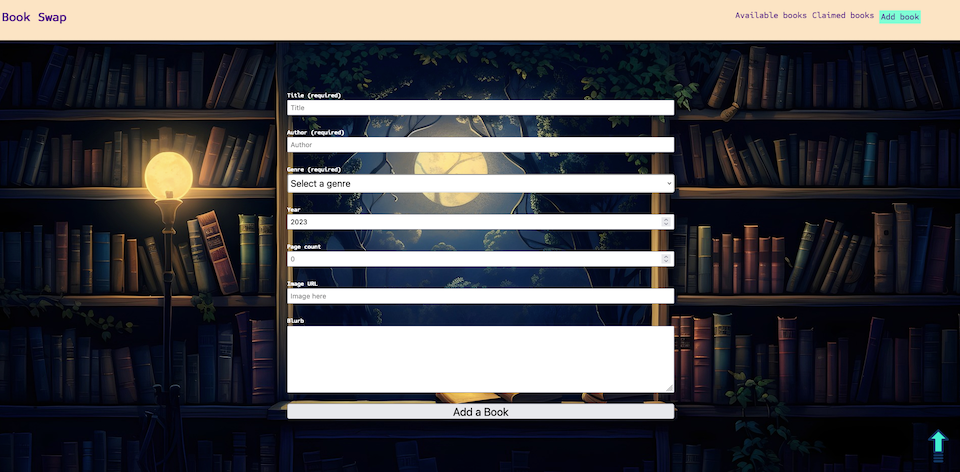 Book Swap
Available books Claimed books Add book
Title (required)
Title
Author (required)
Author
Genre (required)
Select a genre
Year
2023
Page count
0
Image URL
Image here
Blurb
Add a Book